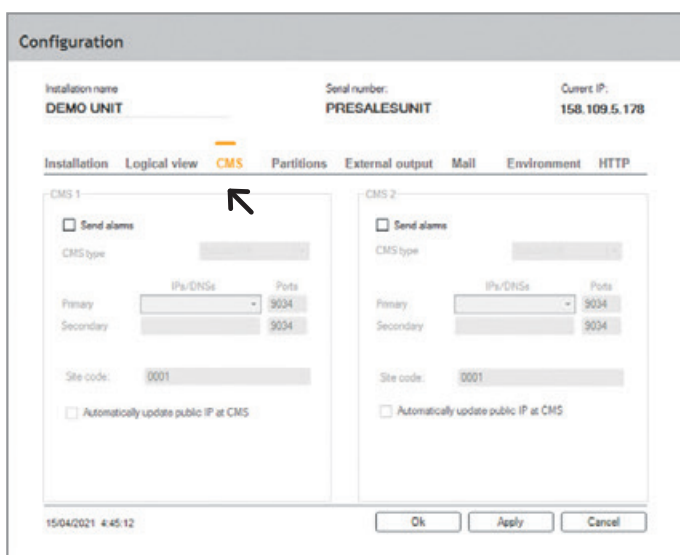 Configuration
Installation name Serial number: Current IP:
DEMO UNIT PRESALESUNIT 158.109.5.178
Installation Logical view CMS Partitions External output Mail Environment HTTP
CMS 1
Send alarms
CMS type
IPs/DNSs Ports
Primary 9034
Secondary 9034
Site code: 0001
Automatically update public IP at CMS
CMS 2
Send alarms
CMS type
IPs/DNSs Ports
Primary 9034
Secondary 9034
Site code: 0001
Automatically update public IP at CMS
15/04/2021 4:45:12 Ok Apply Cancel